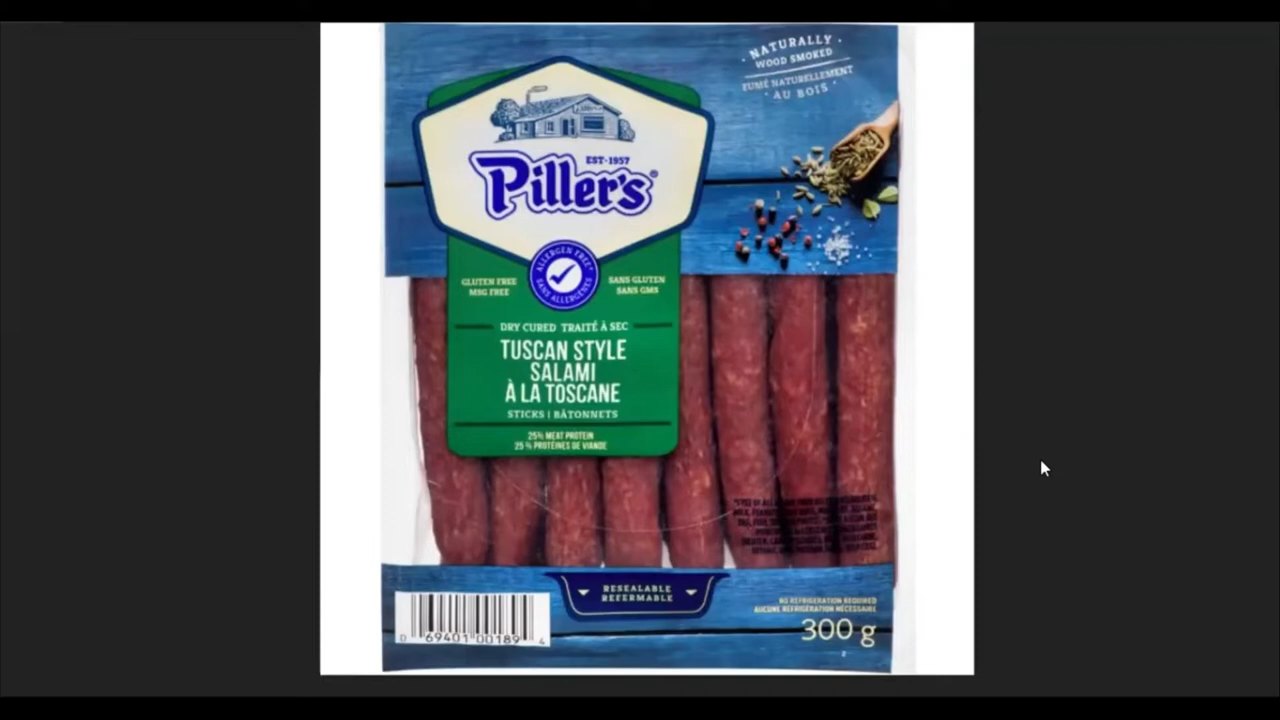 · NATURALLY ·
WOOD SMOKED
FUMÉ NATURELLEMENT
· AU BOIS ·
EST·1957
Piller's®
ALLERGEN FREE*
SANS ALLERGÈNES
GLUTEN FREE
MSG FREE
SANS GLUTEN
SANS GMS
DRY CURED TRAITÉ À SEC
TUSCAN STYLE
SALAMI
À LA TOSCANE
STICKS | BÂTONNETS
25% MEAT PROTEIN
25 % PROTÉINES DE VIANDE
RESEALABLE
REFERMABLE
NO REFRIGERATION REQUIRED
AUCUNE RÉFRIGÉRATION NÉCESSAIRE
300 g
2
0 69401 00189 4